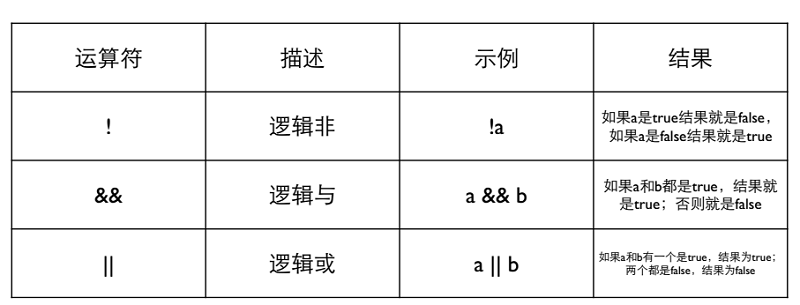 运算符 描述 示例 结果
! 逻辑非 !a 如果a是true结果就是false，
如果a是false结果就是true
&& 逻辑与 a && b 如果a和b都是true，结果就
是true；否则就是false
|| 逻辑或 a || b 如果a和b有一个是true，结果为true；
两个都是false，结果为false